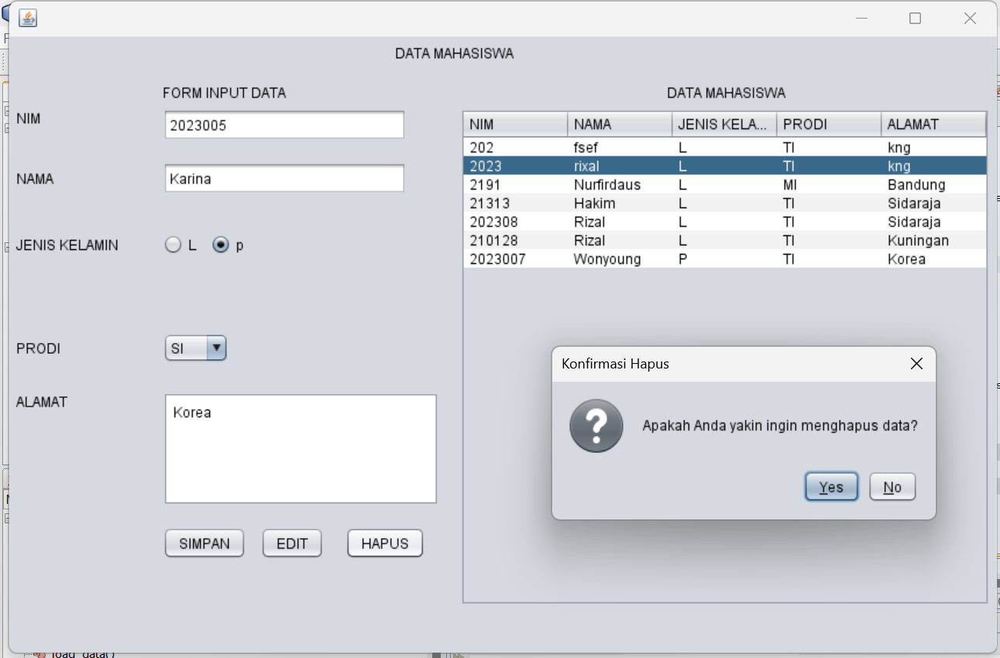 DATA MAHASISWA
FORM INPUT DATA
NIM
2023005
NAMA
Karina
JENIS KELAMIN
L
p
PRODI
SI
ALAMAT
Korea
SIMPAN EDIT HAPUS
DATA MAHASISWA
NIM NAMA JENIS KELA... PRODI ALAMAT
202 fsef L TI kng
2023 rixal L TI kng
2191 Nurfirdaus L MI Bandung
21313 Hakim L TI Sidaraja
202308 Rizal L TI Sidaraja
210128 Rizal L TI Kuningan
2023007 Wonyoung P TI Korea
Konfirmasi Hapus
Apakah Anda yakin ingin menghapus data?
Yes No
load_data()